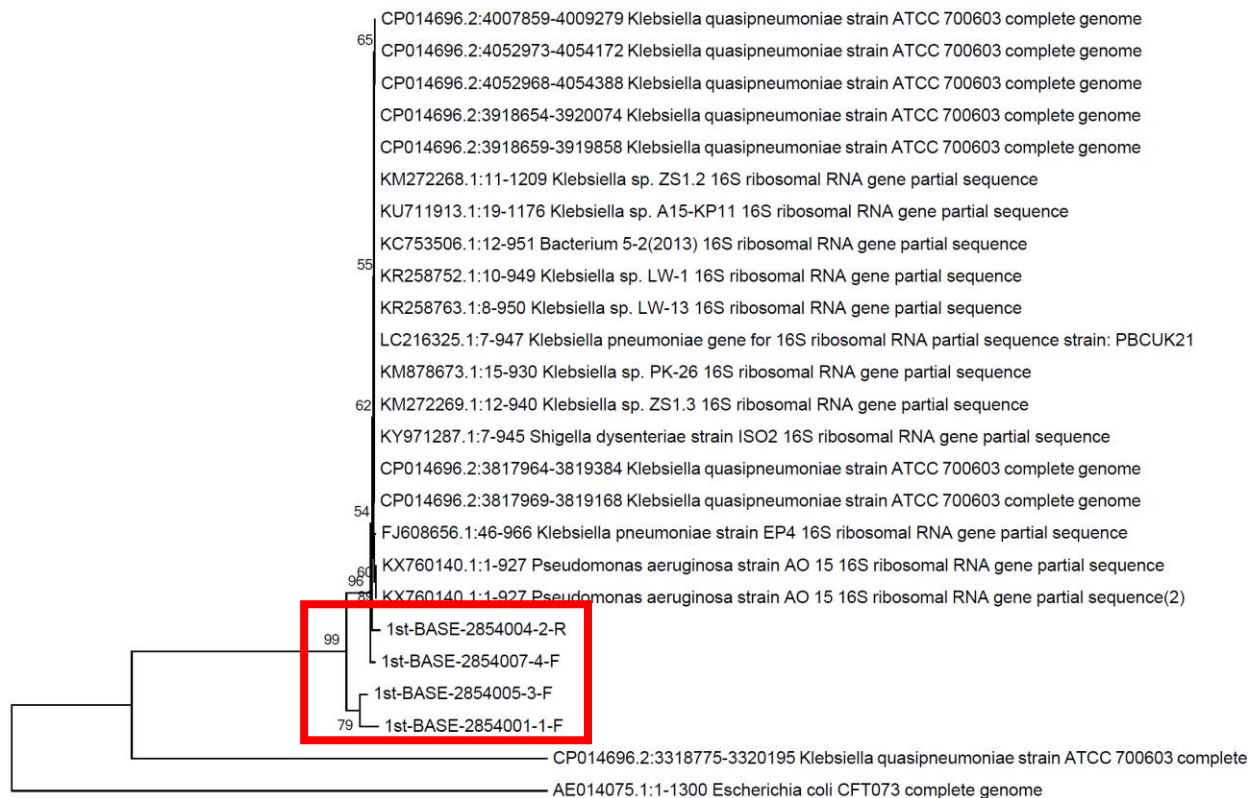 CP014696.2:4007859-4009279 Klebsiella quasipneumoniae strain ATCC 700603 complete genome
65
CP014696.2:4052973-4054172 Klebsiella quasipneumoniae strain ATCC 700603 complete genome
CP014696.2:4052968-4054388 Klebsiella quasipneumoniae strain ATCC 700603 complete genome
CP014696.2:3918654-3920074 Klebsiella quasipneumoniae strain ATCC 700603 complete genome
CP014696.2:3918659-3919858 Klebsiella quasipneumoniae strain ATCC 700603 complete genome
KM272268.1:11-1209 Klebsiella sp. ZS1.2 16S ribosomal RNA gene partial sequence
KU711913.1:19-1176 Klebsiella sp. A15-KP11 16S ribosomal RNA gene partial sequence
KC753506.1:12-951 Bacterium 5-2(2013) 16S ribosomal RNA gene partial sequence
55
KR258752.1:10-949 Klebsiella sp. LW-1 16S ribosomal RNA gene partial sequence
KR258763.1:8-950 Klebsiella sp. LW-13 16S ribosomal RNA gene partial sequence
LC216325.1:7-947 Klebsiella pneumoniae gene for 16S ribosomal RNA partial sequence strain: PBCUK21
KM878673.1:15-930 Klebsiella sp. PK-26 16S ribosomal RNA gene partial sequence
62
KM272269.1:12-940 Klebsiella sp. ZS1.3 16S ribosomal RNA gene partial sequence
KY971287.1:7-945 Shigella dysenteriae strain ISO2 16S ribosomal RNA gene partial sequence
CP014696.2:3817964-3819384 Klebsiella quasipneumoniae strain ATCC 700603 complete genome
CP014696.2:3817969-3819168 Klebsiella quasipneumoniae strain ATCC 700603 complete genome
54
FJ608656.1:46-966 Klebsiella pneumoniae strain EP4 16S ribosomal RNA gene partial sequence
KX760140.1:1-927 Pseudomonas aeruginosa strain AO 15 16S ribosomal RNA gene partial sequence
60
96
KX760140.1:1-927 Pseudomonas aeruginosa strain AO 15 16S ribosomal RNA gene partial sequence(2)
1st-BASE-2854004-2-R
99
1st-BASE-2854007-4-F
1st-BASE-2854005-3-F
79
1st-BASE-2854001-1-F
CP014696.2:3318775-3320195 Klebsiella quasipneumoniae strain ATCC 700603 complete
AE014075.1:1-1300 Escherichia coli CFT073 complete genome